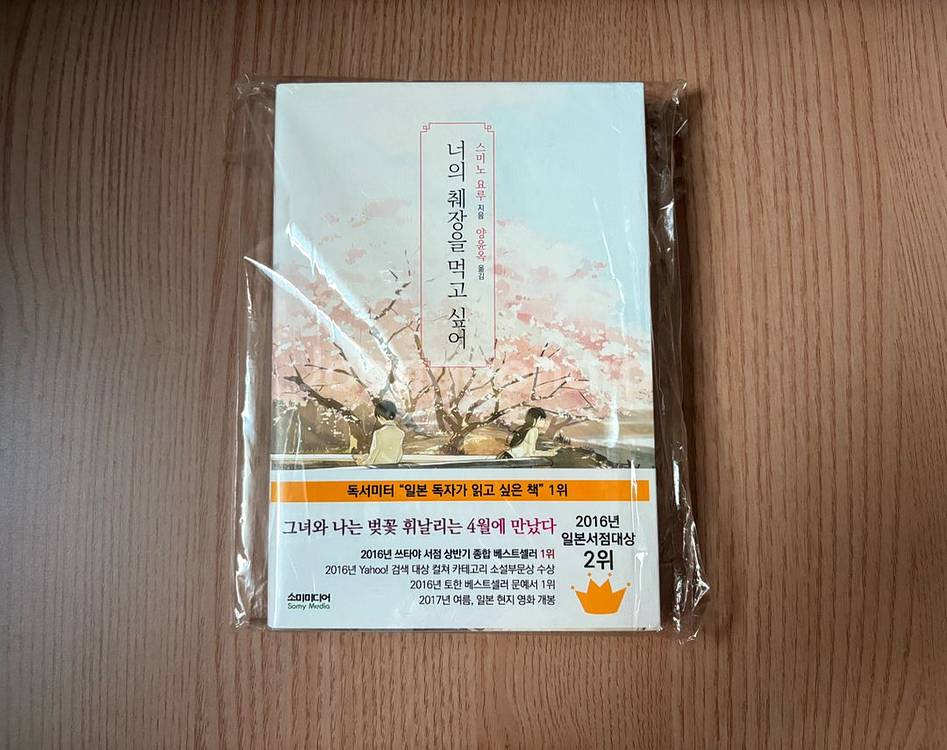 너의 췌장을 먹고 싶어
스미노 요루 지음 양윤옥 옮김
독서미터 “일본 독자가 읽고 싶은 책” 1위
그녀와 나는 벚꽃 휘날리는 4월에 만났다
2016년 쓰타야 서점 상반기 종합 베스트셀러 1위
2016년 Yahoo! 검색 대상 컬쳐 카테고리 소설부문상 수상
2016년 토한 베스트셀러 문예서 1위
2017년 여름, 일본 현지 영화 개봉
2016년
일본서점대상
2위
소미미디어
Somy Media